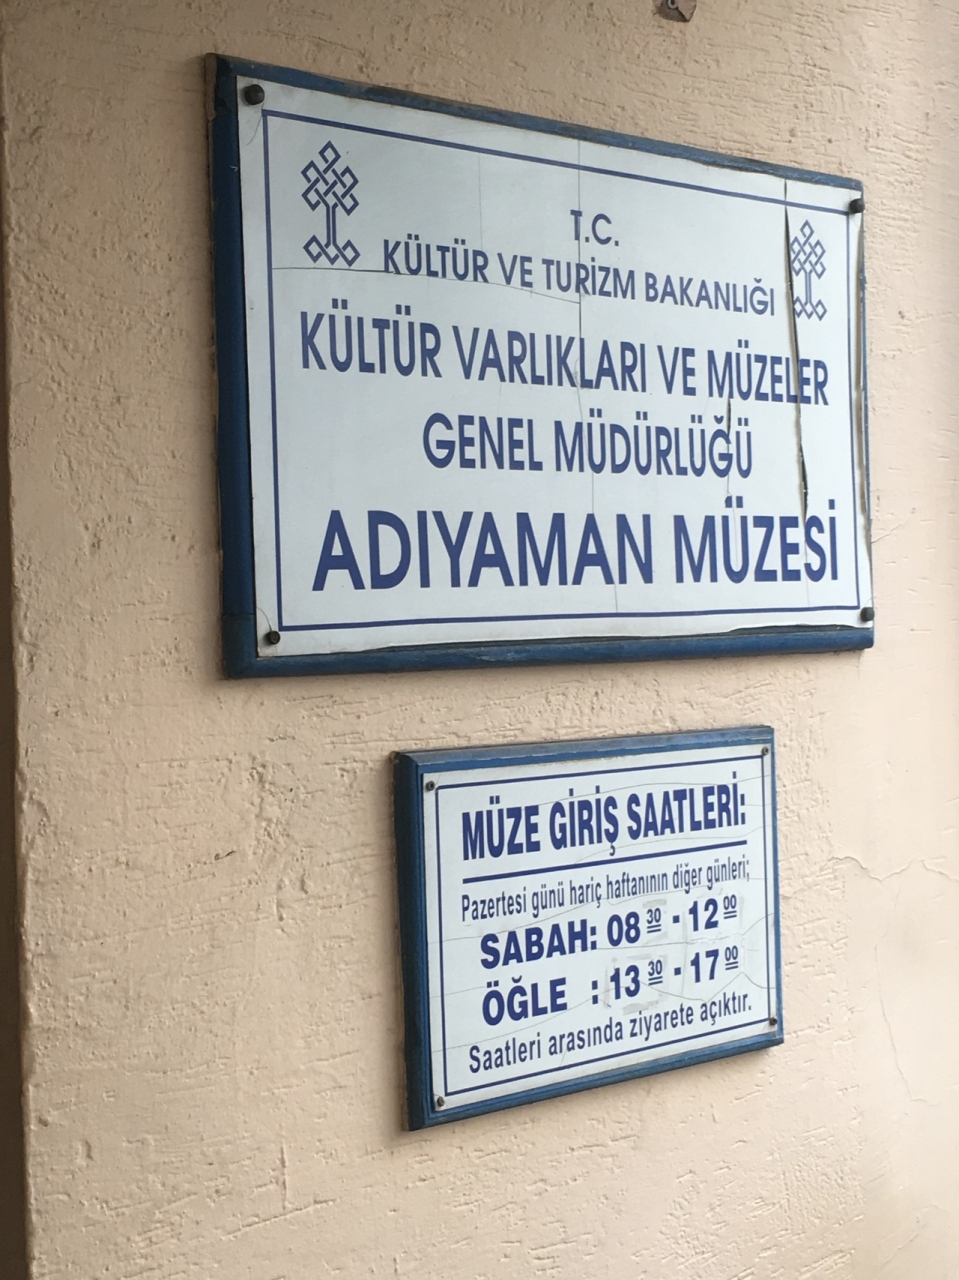 T.C.
KÜLTÜR VE TURİZM BAKANLIĞI
KÜLTÜR VARLIKLARI VE MÜZELER
GENEL MÜDÜRLÜĞÜ
ADIYAMAN MÜZESİ
MÜZE GİRİŞ SAATLERİ:
Pazertesi günü hariç haftanının diğer günleri;
SABAH: 08 30 - 12 00
ÖĞLE : 13 30 - 17 00
Saatleri arasında ziyarete açıktır.